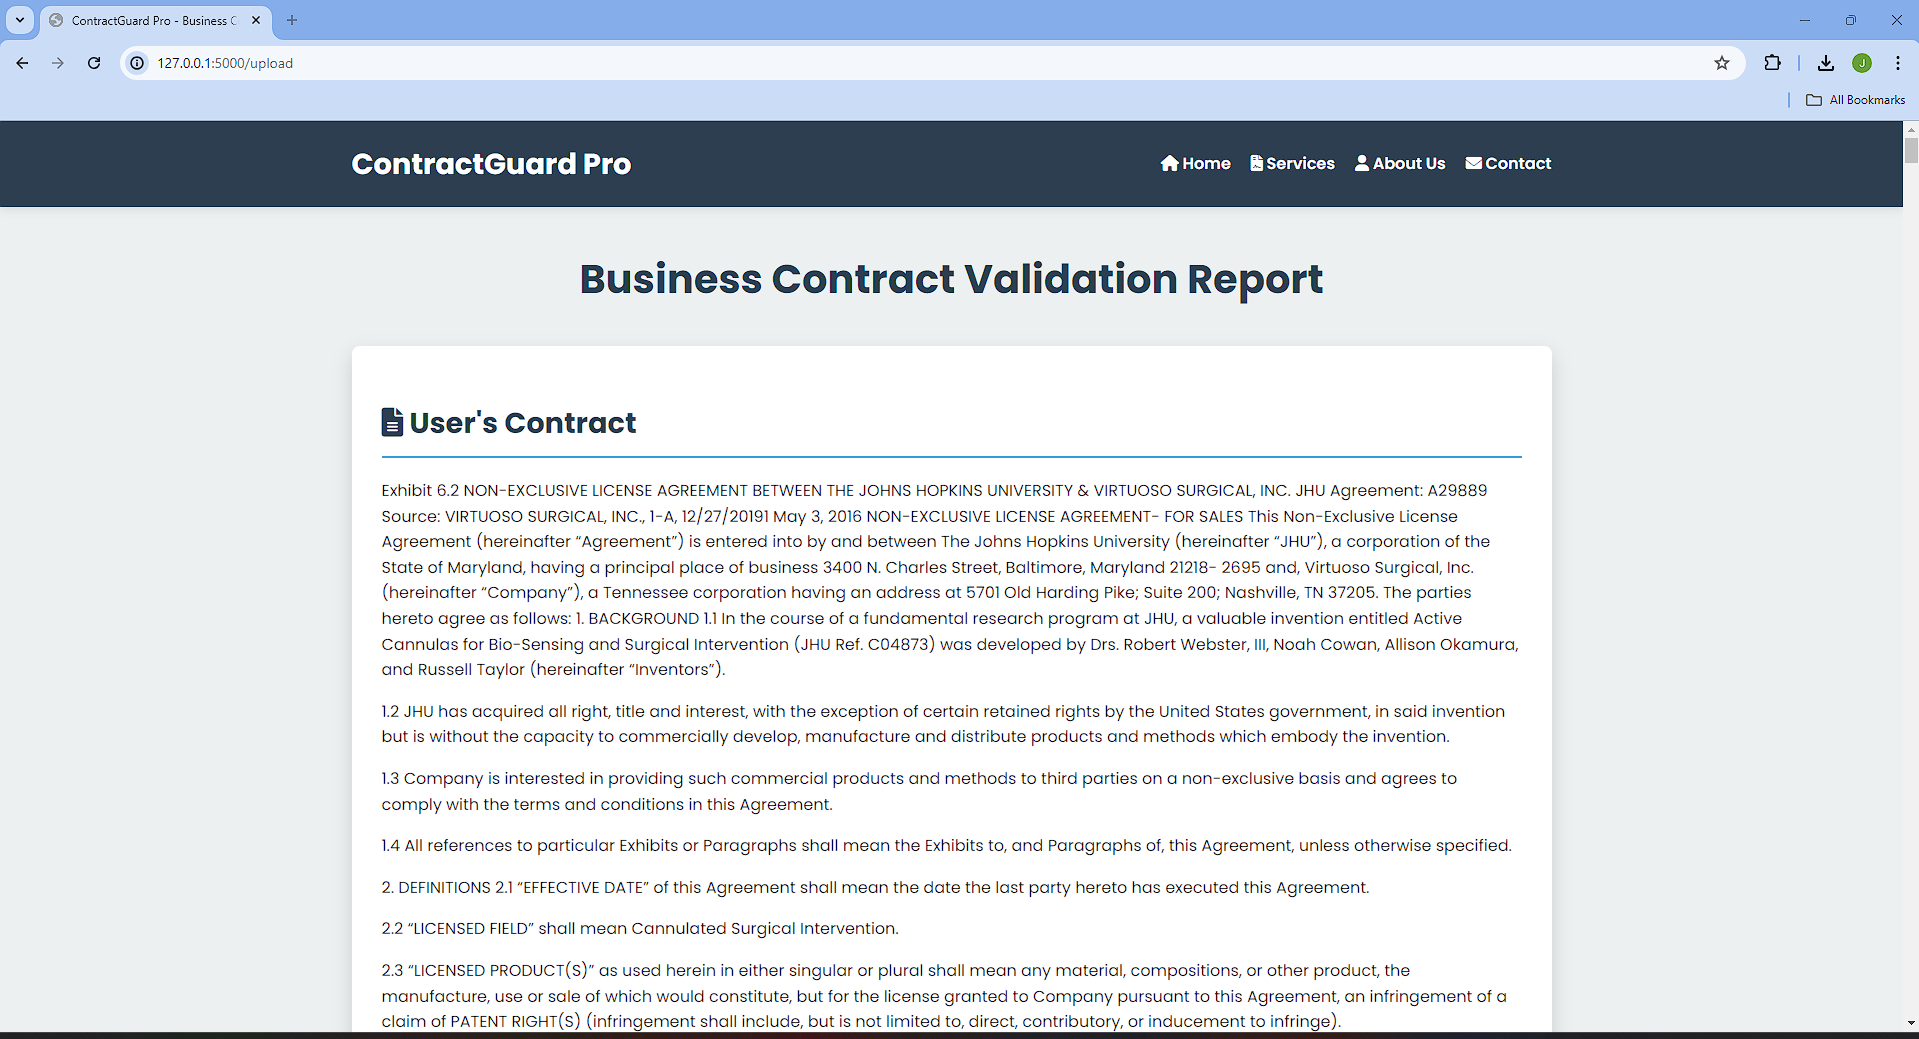 ContractGuard Pro - Business C
127.0.0.1:5000/upload
J
All Bookmarks
ContractGuard Pro
Home Services About Us Contact
Business Contract Validation Report
User's Contract
Exhibit 6.2 NON-EXCLUSIVE LICENSE AGREEMENT BETWEEN THE JOHNS HOPKINS UNIVERSITY & VIRTUOSO SURGICAL, INC. JHU Agreement: A29889
Source: VIRTUOSO SURGICAL, INC., 1-A, 12/27/20191 May 3, 2016 NON-EXCLUSIVE LICENSE AGREEMENT- FOR SALES This Non-Exclusive License
Agreement (hereinafter “Agreement”) is entered into by and between The Johns Hopkins University (hereinafter “JHU”), a corporation of the
State of Maryland, having a principal place of business 3400 N. Charles Street, Baltimore, Maryland 21218- 2695 and, Virtuoso Surgical, Inc.
(hereinafter “Company”), a Tennessee corporation having an address at 5701 Old Harding Pike; Suite 200; Nashville, TN 37205. The parties
hereto agree as follows: 1. BACKGROUND 1.1 In the course of a fundamental research program at JHU, a valuable invention entitled Active
Cannulas for Bio-Sensing and Surgical Intervention (JHU Ref. C04873) was developed by Drs. Robert Webster, III, Noah Cowan, Allison Okamura,
and Russell Taylor (hereinafter “Inventors”).
1.2 JHU has acquired all right, title and interest, with the exception of certain retained rights by the United States government, in said invention
but is without the capacity to commercially develop, manufacture and distribute products and methods which embody the invention.
1.3 Company is interested in providing such commercial products and methods to third parties on a non-exclusive basis and agrees to
comply with the terms and conditions in this Agreement.
1.4 All references to particular Exhibits or Paragraphs shall mean the Exhibits to, and Paragraphs of, this Agreement, unless otherwise specified.
2. DEFINITIONS 2.1 “EFFECTIVE DATE” of this Agreement shall mean the date the last party hereto has executed this Agreement.
2.2 “LICENSED FIELD” shall mean Cannulated Surgical Intervention.
2.3 “LICENSED PRODUCT(S)” as used herein in either singular or plural shall mean any material, compositions, or other product, the
manufacture, use or sale of which would constitute, but for the license granted to Company pursuant to this Agreement, an infringement of a
claim of PATENT RIGHT(S) (infringement shall include, but is not limited to, direct, contributory, or inducement to infringe).